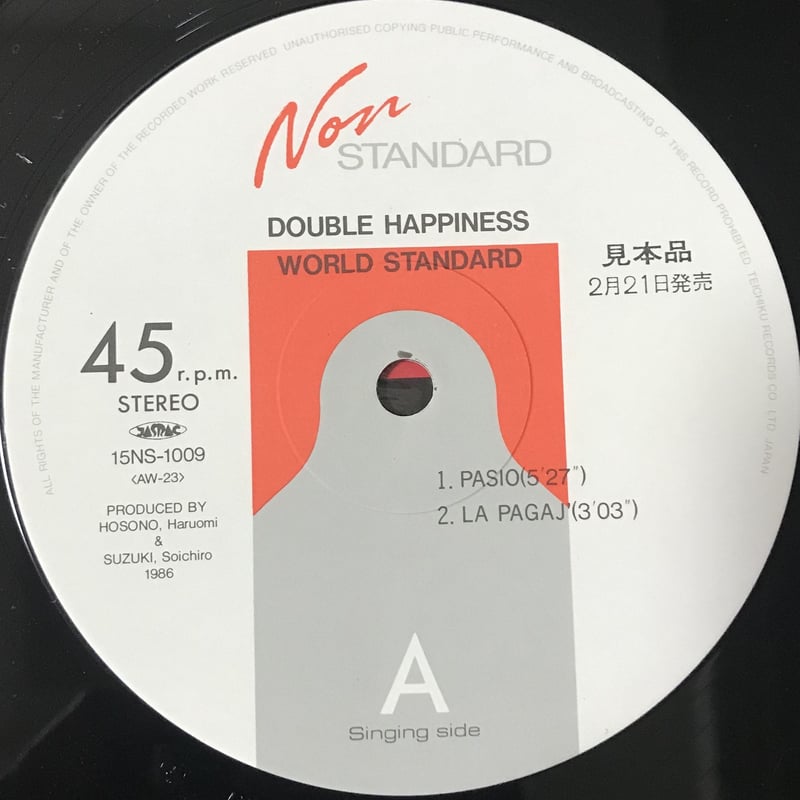 ALL RIGHTS OF THE MANUFACTURER AND OF THE OWNER OF THE RECORDED WORK RESERVED  UNAUTHORISED COPYING PUBLIC PERFORMANCE AND BROADCASTING OF THIS RECORD PROHIBITED  TEICHIKU RECORDS CO. LTD. JAPAN
Non
STANDARD
DOUBLE HAPPINESS
WORLD STANDARD
見本品
2月21日発売
45 r.p.m.
STEREO
JASRAC
15NS-1009
〈AW-23〉
PRODUCED BY
HOSONO, Haruomi
&
SUZUKI, Soichiro
1986
1. PASIO(5'27")
2. LA PAGAJ'(3'03")
A
Singing side